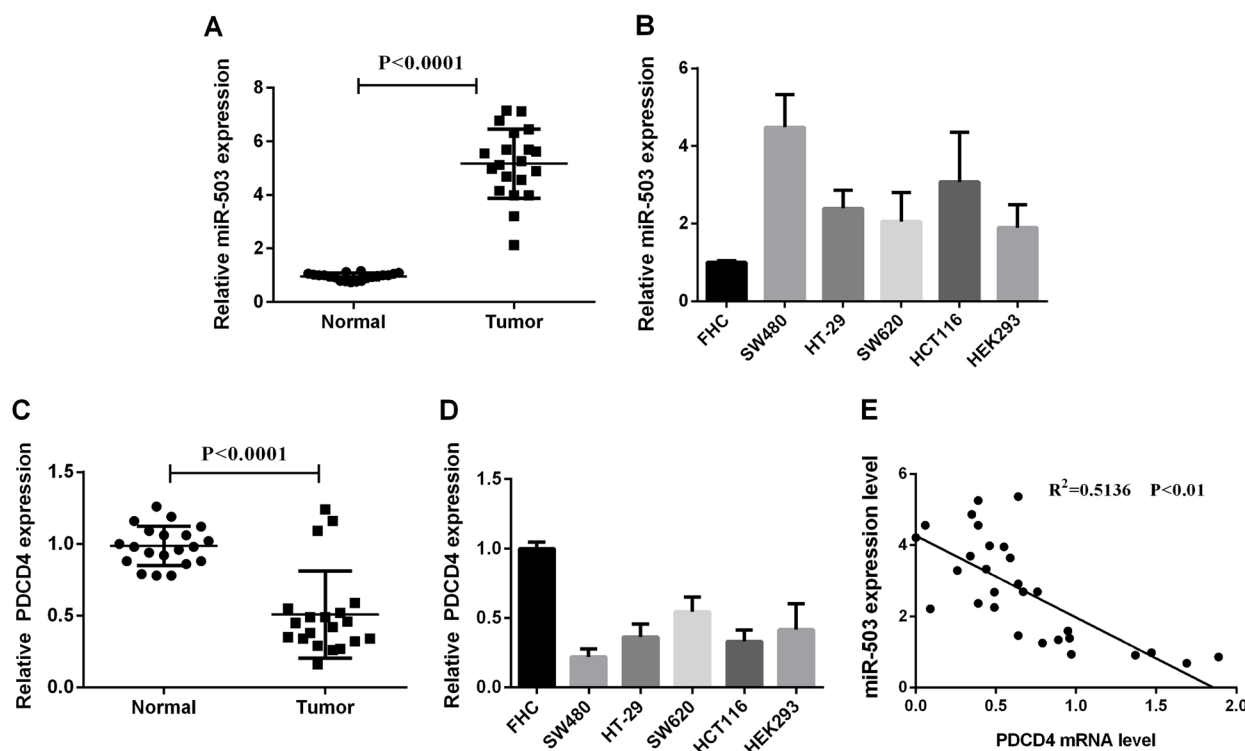 A
P<0.0001
Relative miR-503 expression
8
6
4
2
0
Normal
Tumor
B
Relative miR-503 expression
6
4
2
0
FHC
SW480
HT-29
SW620
HCT116
HEK293
C
P<0.0001
Relative PDCD4 expression
1.5
1.0
0.5
0.0
Normal
Tumor
D
Relative PDCD4 expression
1.5
1.0
0.5
0.0
FHC
SW480
HT-29
SW620
HCT116
HEK293
E
R²=0.5136 P<0.01
miR-503 expression level
6
4
2
0
0.0 0.5 1.0 1.5 2.0
PDCD4 mRNA level